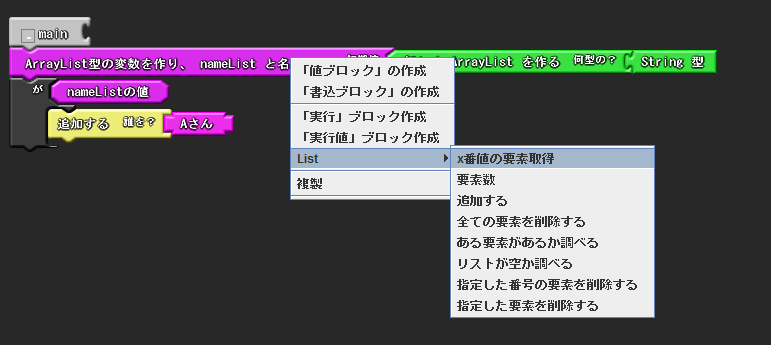 main
ArrayList型の変数を作り、 nameList と名
ArrayList を作る 何型の？ String 型
が nameListの値
追加する 誰を？ Aさん
「値ブロック」の作成
「書込ブロック」の作成
「実行」ブロック作成
「実行値」ブロック作成
List
複製
x番値の要素取得
要素数
追加する
全ての要素を削除する
ある要素があるか調べる
リストが空か調べる
指定した番号の要素を削除する
指定した要素を削除する